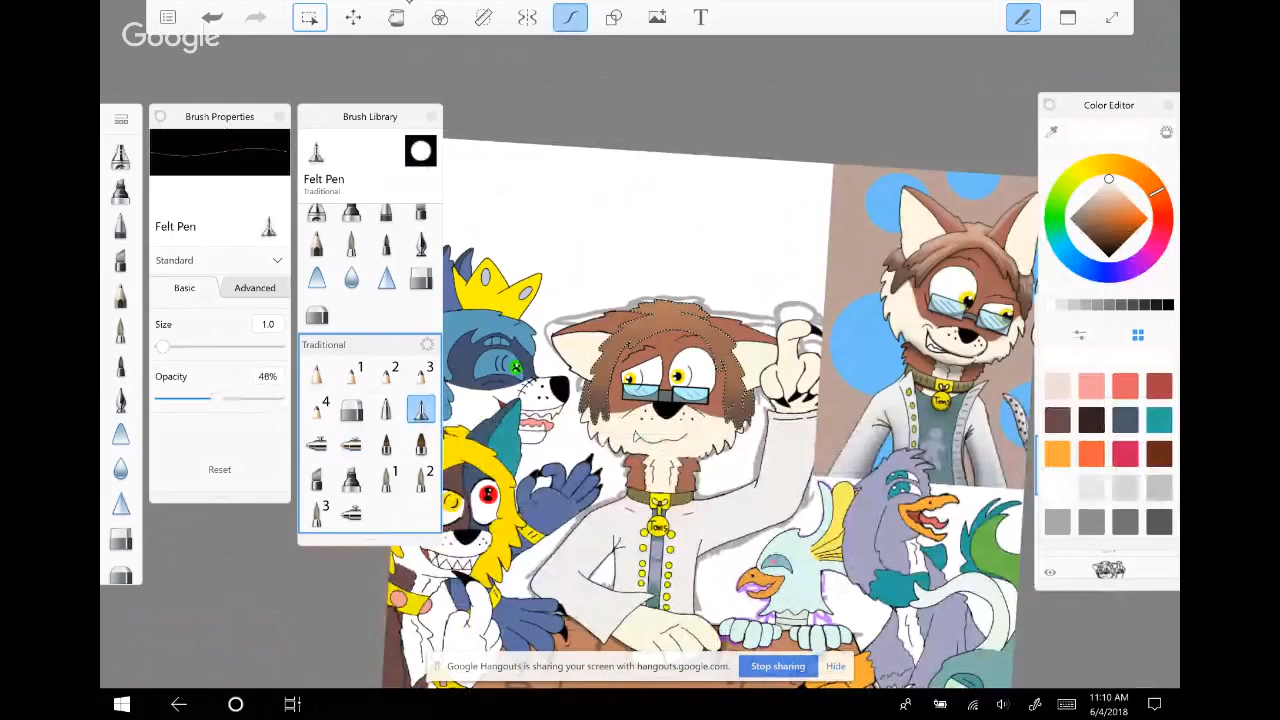 Google
T
Brush Properties
Brush Library
Color Editor
Felt Pen
Traditional
Felt Pen
Standard
Basic
Advanced
Size
1.0
Opacity
48%
Reset
Traditional
1
2
3
4
1
2
3
Toms
Toms
Google Hangouts is sharing your screen with hangouts.google.com.
Stop sharing
Hide
11:10 AM
6/4/2018